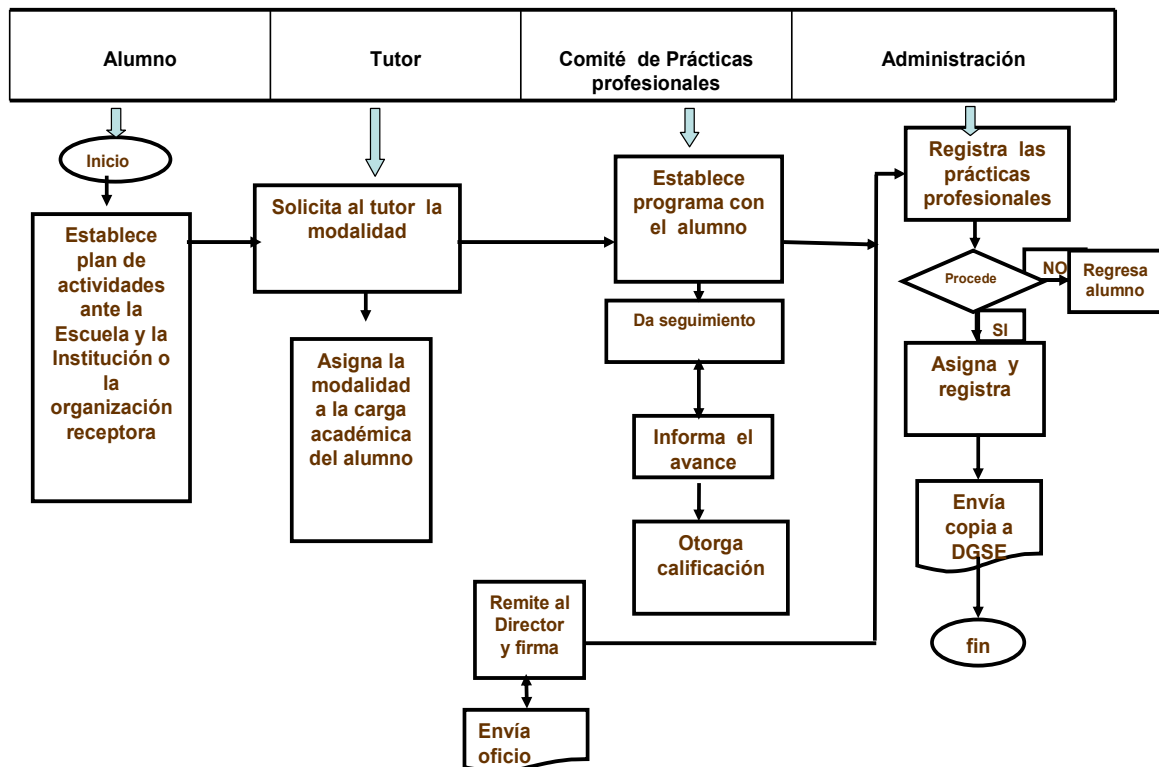 Alumno
Tutor
Comité de Prácticas
profesionales
Administración
Inicio
Establece
plan de
actividades
ante la
Escuela y la
Institución o
la
organización
receptora
Solicita al tutor la
modalidad
Asigna la
modalidad
a la carga
académica
del alumno
Establece
programa con
el alumno
Da seguimiento
Informa el
avance
Otorga
calificación
Remite al
Director
y firma
Envía
oficio
Registra las
prácticas
profesionales
Procede
NO
Regresa
alumno
SI
Asigna y
registra
Envía
copia a
DGSE
fin